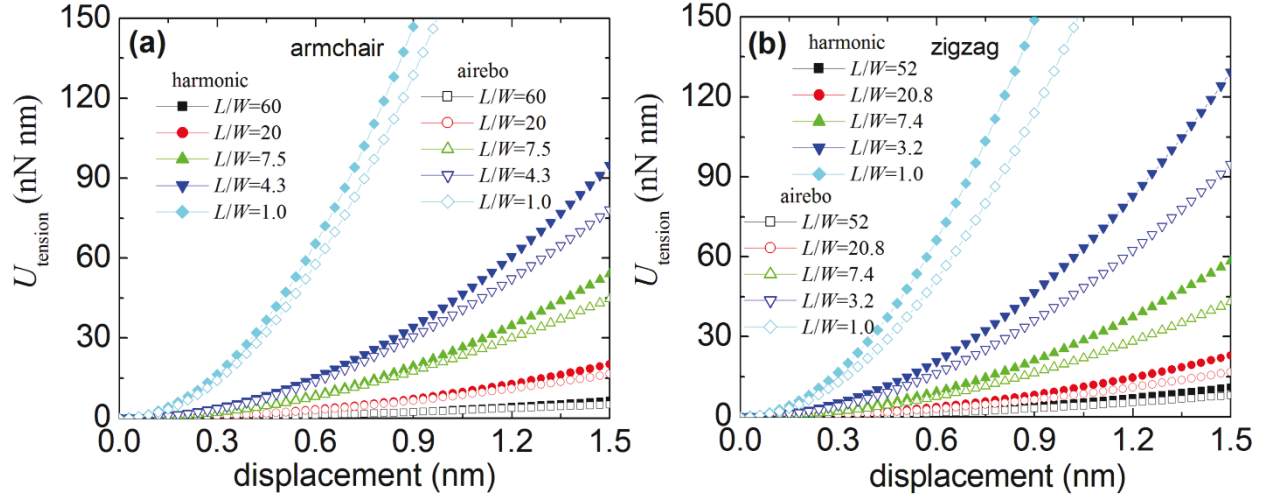 (a)
armchair
harmonic
L/W=60
L/W=20
L/W=7.5
L/W=4.3
L/W=1.0
airebo
L/W=60
L/W=20
L/W=7.5
L/W=4.3
L/W=1.0
150
120
90
60
30
0
U_tension (nN nm)
0.0 0.3 0.6 0.9 1.2 1.5
displacement (nm)
(b)
zigzag
harmonic
L/W=52
L/W=20.8
L/W=7.4
L/W=3.2
L/W=1.0
airebo
L/W=52
L/W=20.8
L/W=7.4
L/W=3.2
L/W=1.0
150
120
90
60
30
0
U_tension (nN nm)
0.0 0.3 0.6 0.9 1.2 1.5
displacement (nm)